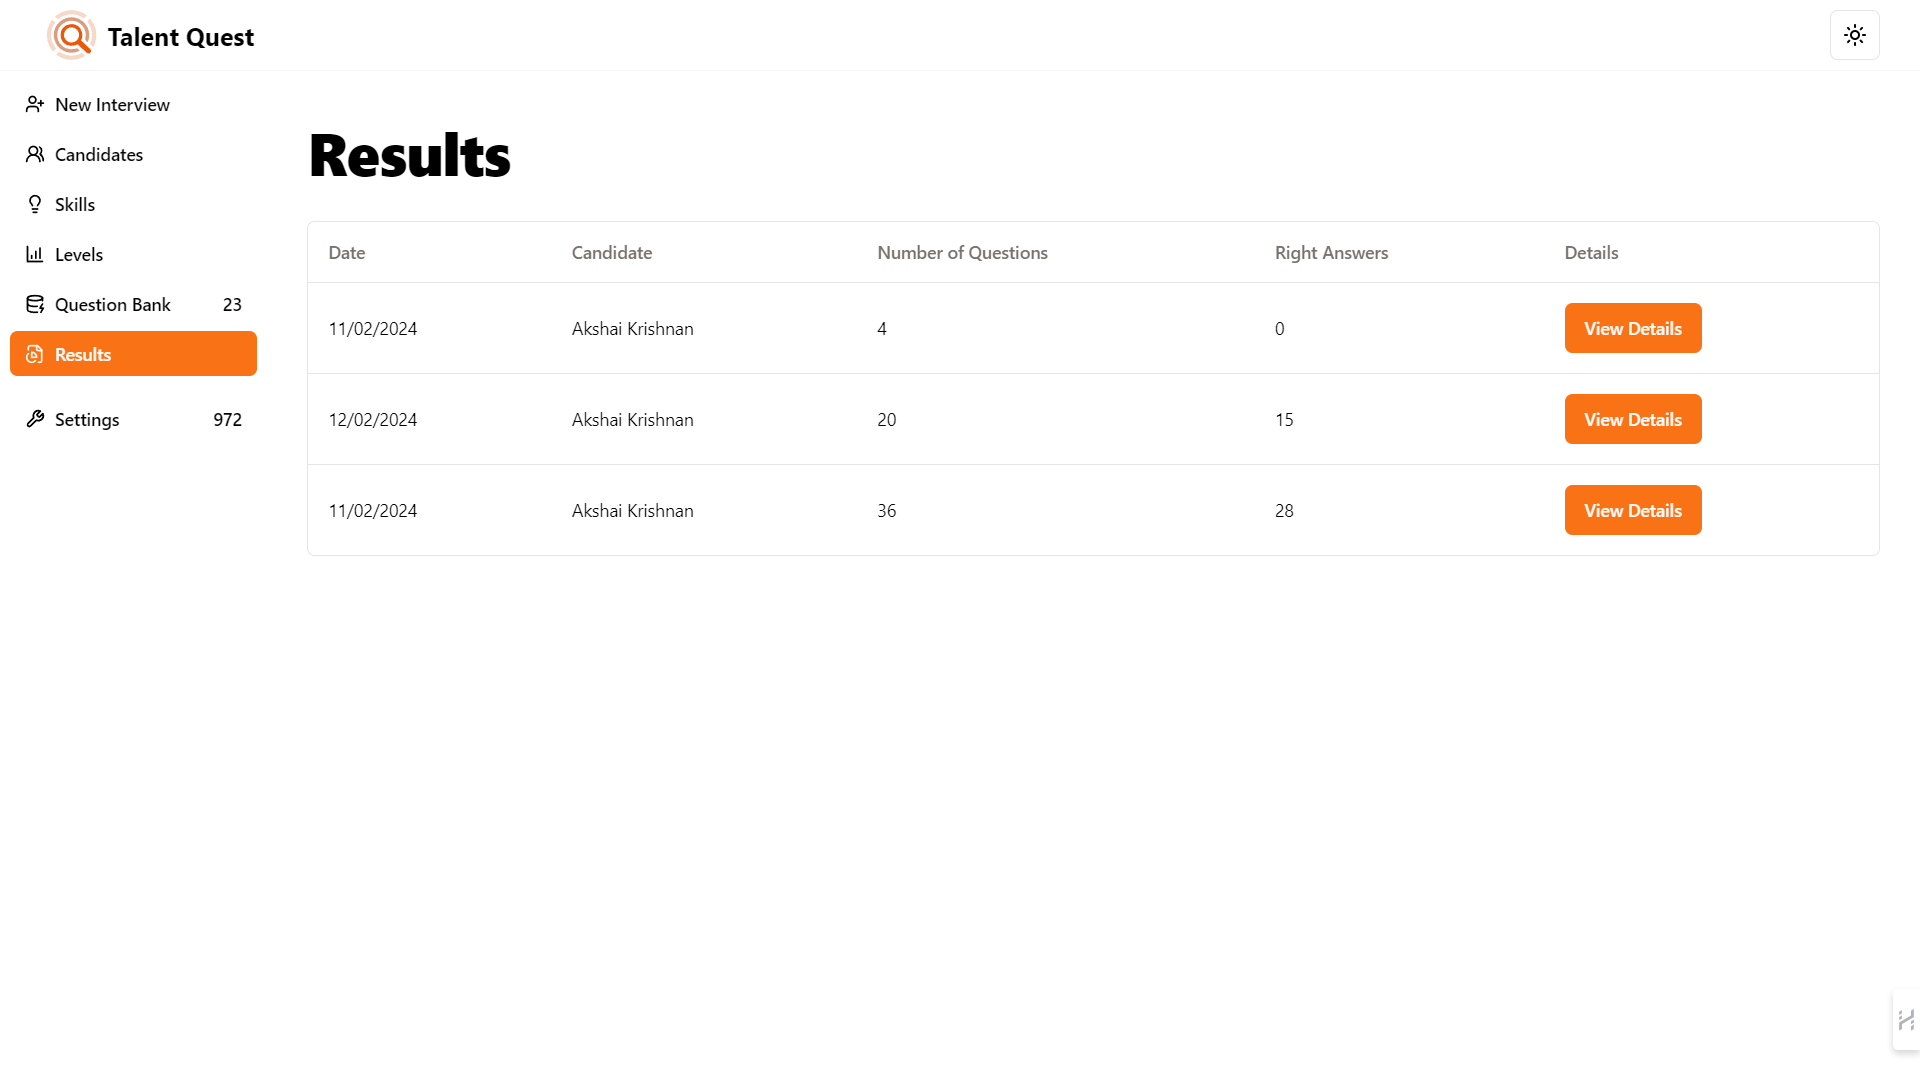 Talent Quest
New Interview
Candidates
Skills
Levels
Question Bank 23
Results
Settings 972
Results
Date Candidate Number of Questions Right Answers Details
11/02/2024 Akshai Krishnan 4 0 View Details
12/02/2024 Akshai Krishnan 20 15 View Details
11/02/2024 Akshai Krishnan 36 28 View Details